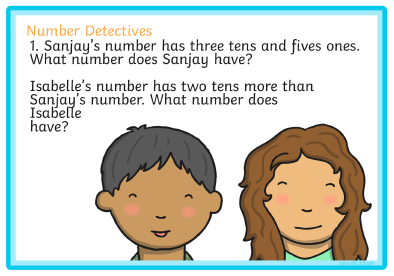 Number Detectives
1. Sanjay's number has three tens and fives ones.
What number does Sanjay have?
Isabelle's number has two tens more than
Sanjay's number. What number does
Isabelle
have?